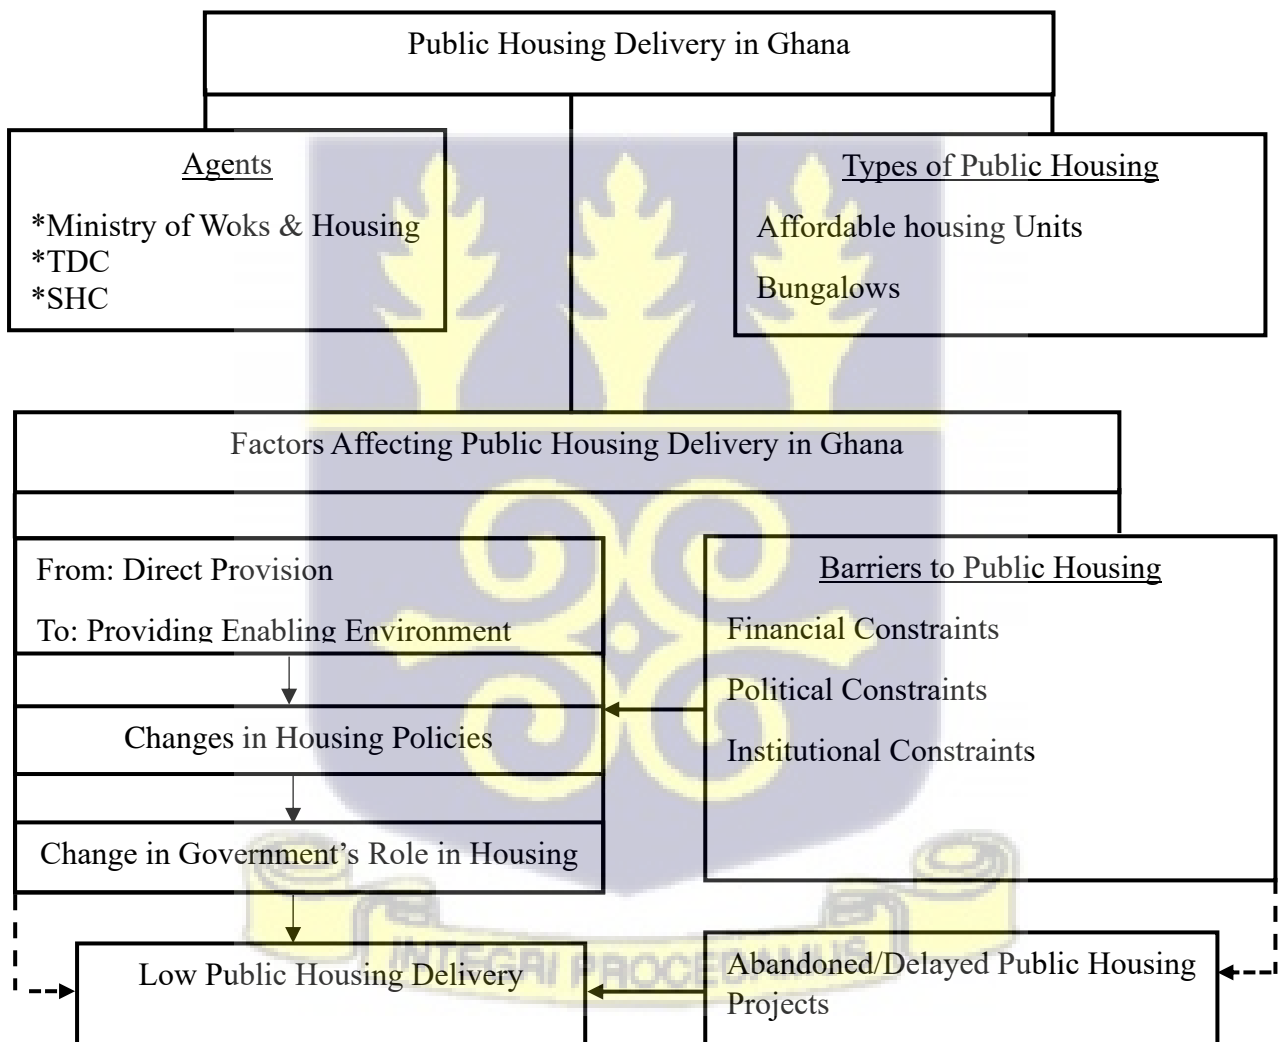 Public Housing Delivery in Ghana
Agents
*Ministry of Woks & Housing
*TDC
*SHC
Types of Public Housing
Affordable housing Units
Bungalows
Factors Affecting Public Housing Delivery in Ghana
From: Direct Provision
To: Providing Enabling Environment
Changes in Housing Policies
Change in Government’s Role in Housing
Barriers to Public Housing
Financial Constraints
Political Constraints
Institutional Constraints
Low Public Housing Delivery
Abandoned/Delayed Public Housing
Projects
INTEGRI PROCEDAMUS